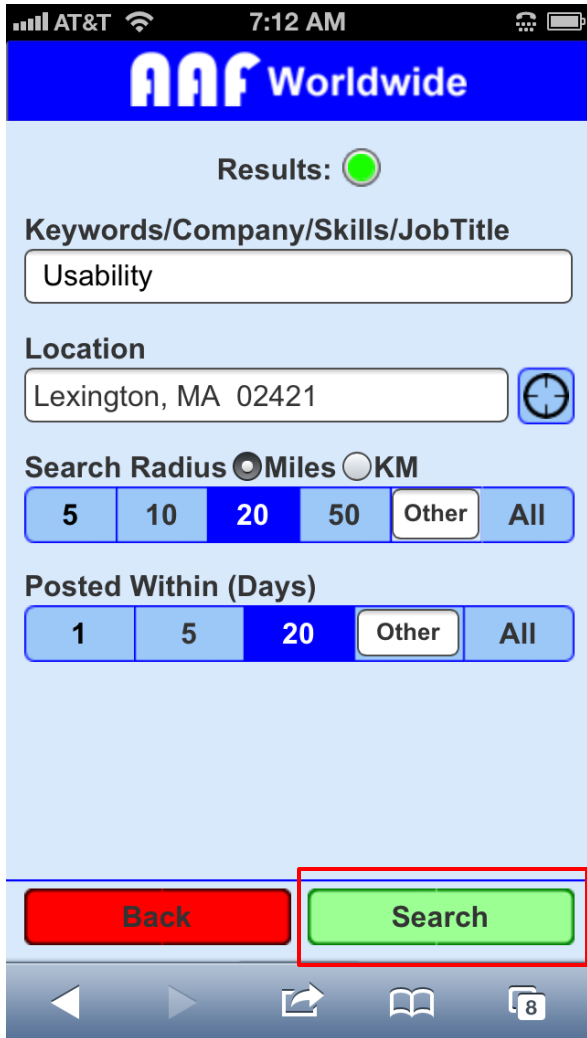 AT&T 7:12 AM
AAF Worldwide
Results:
Keywords/Company/Skills/JobTitle
Usability
Location
Lexington, MA 02421
Search Radius Miles KM
5 10 20 50 Other All
Posted Within (Days)
1 5 20 Other All
Back Search
8